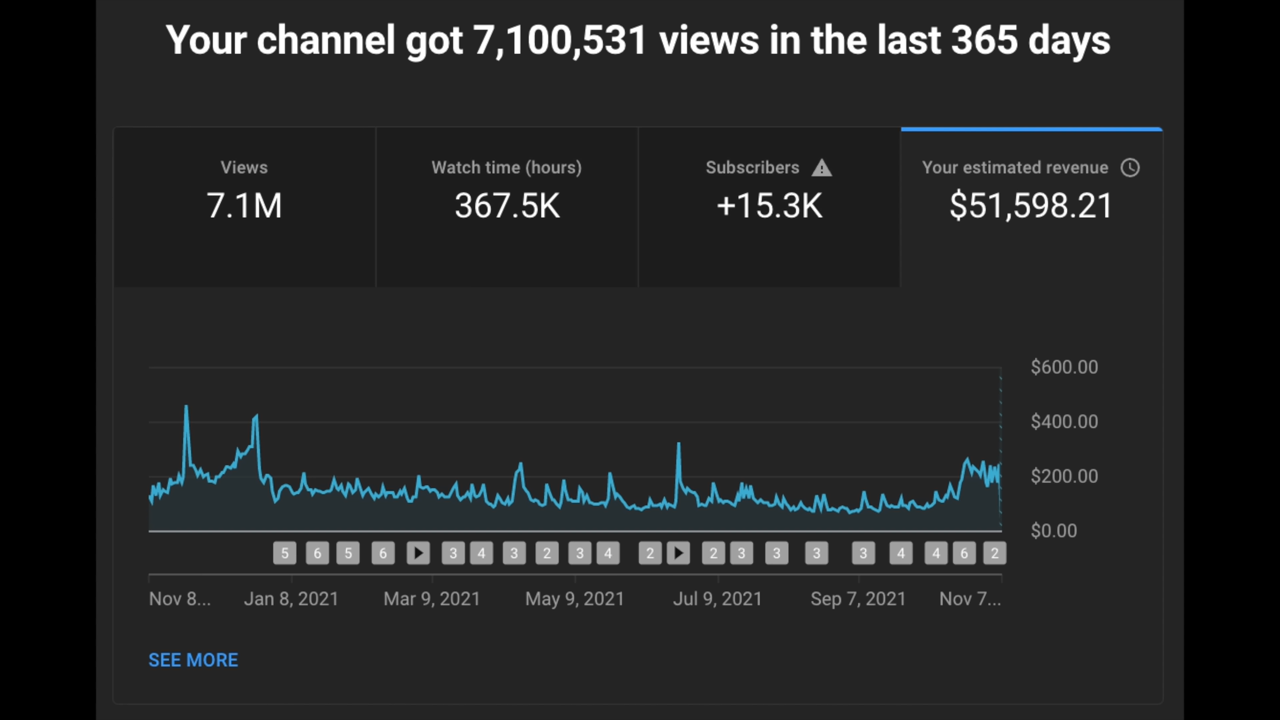 Your channel got 7,100,531 views in the last 365 days
Views
7.1M
Watch time (hours)
367.5K
Subscribers
+15.3K
Your estimated revenue
$51,598.21
$600.00
$400.00
$200.00
$0.00
5 6 5 6 3 4 3 2 3 4 2 2 3 3 3 3 4 4 6 2
Nov 8... Jan 8, 2021 Mar 9, 2021 May 9, 2021 Jul 9, 2021 Sep 7, 2021 Nov 7...
SEE MORE